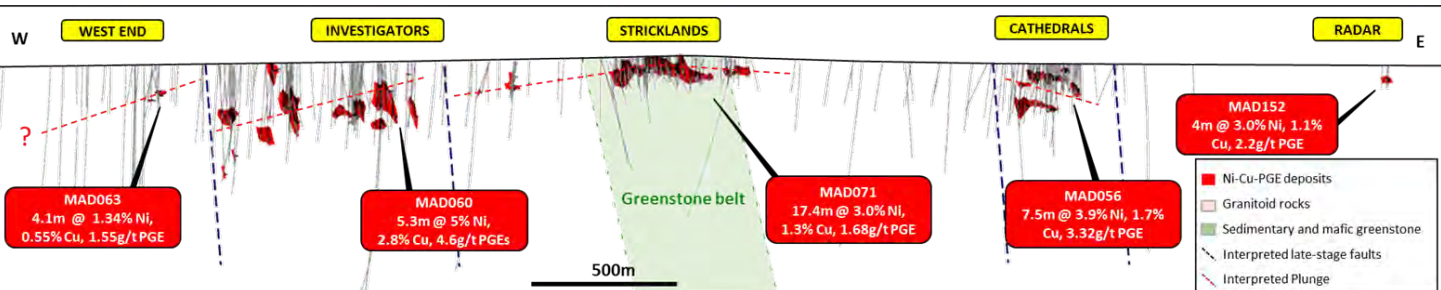 W
WEST END
INVESTIGATORS
STRICKLANDS
CATHEDRALS
RADAR
E
?
MAD063
4.1m @ 1.34% Ni,
0.55% Cu, 1.55g/t PGE
MAD060
5.3m @ 5% Ni,
2.8% Cu, 4.6g/t PGEs
Greenstone belt
500m
MAD071
17.4m @ 3.0% Ni,
1.3% Cu, 1.68g/t PGE
MAD056
7.5m @ 3.9% Ni, 1.7%
Cu, 3.32g/t PGE
MAD152
4m @ 3.0% Ni, 1.1%
Cu, 2.2g/t PGE
Ni-Cu-PGE deposits
Granitoid rocks
Sedimentary and mafic greenstone
Interpreted late-stage faults
Interpreted Plunge